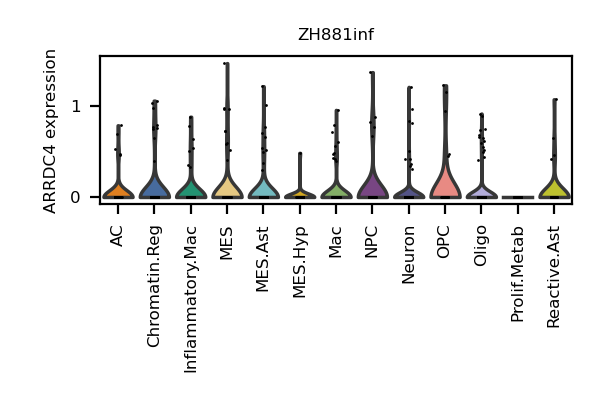 ZH881inf
ARRDC4 expression
1
0
AC
Chromatin.Reg
Inflammatory.Mac
MES
MES.Ast
MES.Hyp
Mac
NPC
Neuron
OPC
Oligo
Prolif.Metab
Reactive.Ast